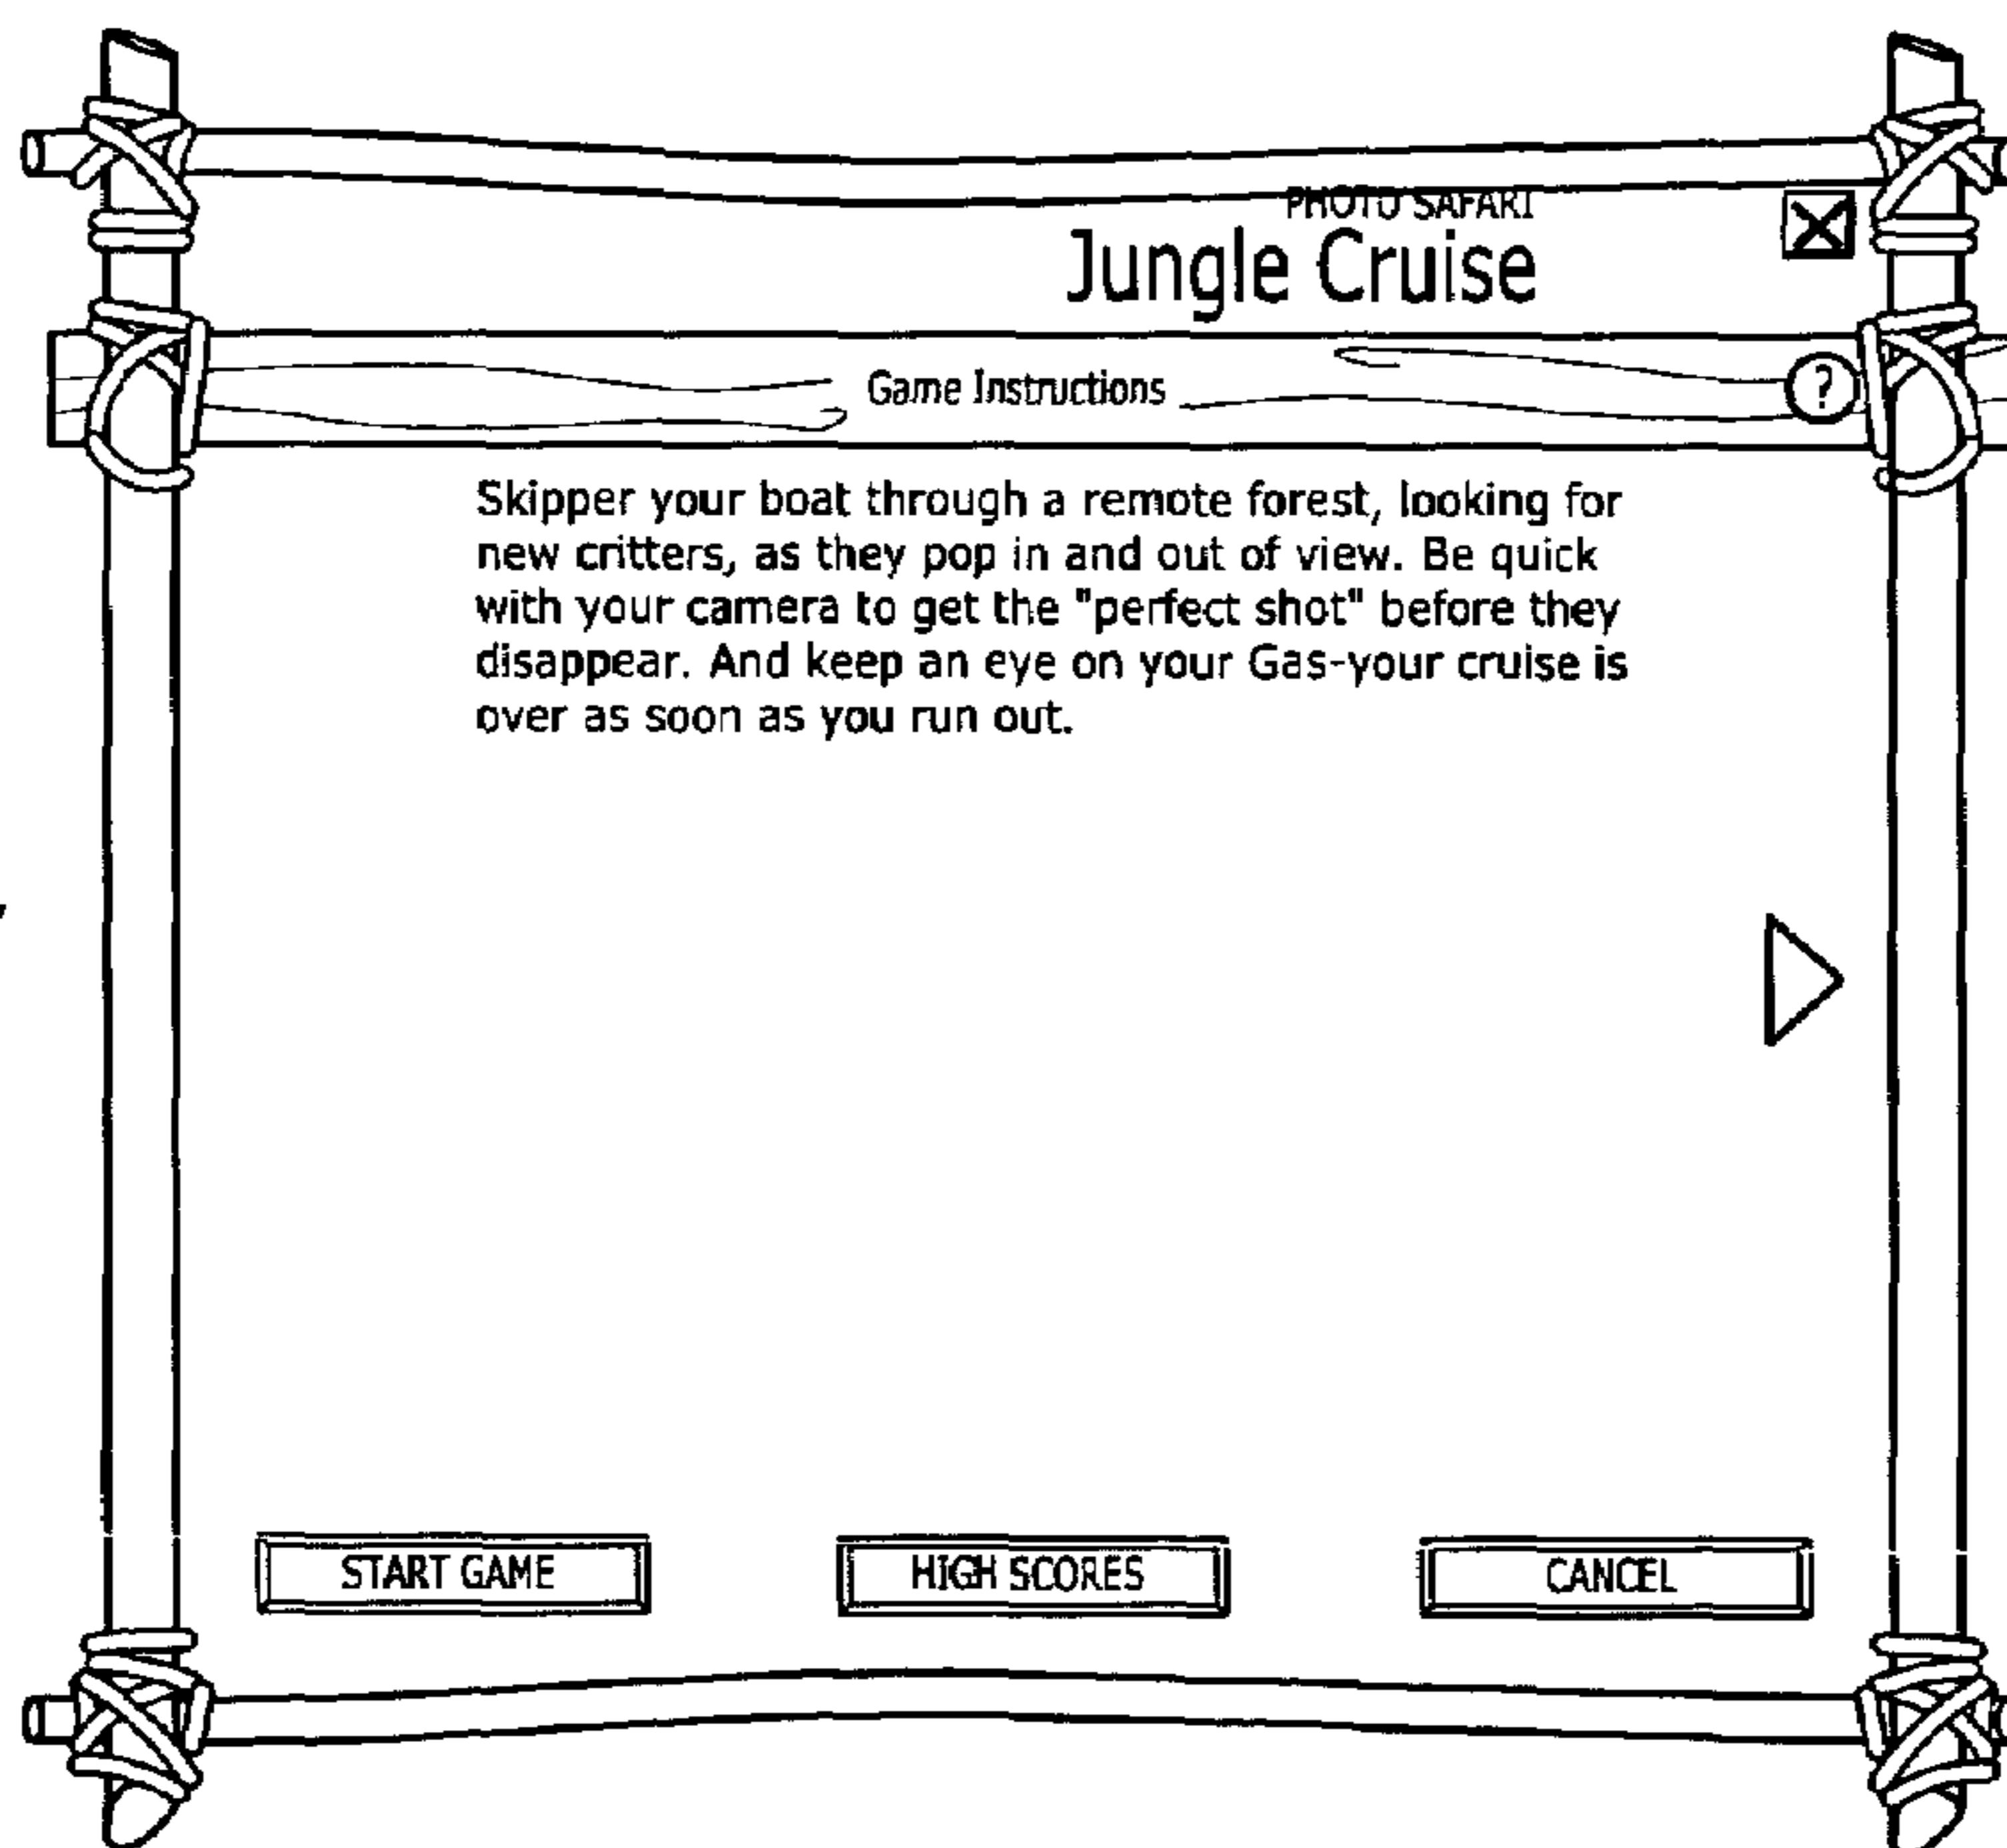 PHOTO SAFARI
Jungle Cruise
Game Instructions
?
Skipper your boat through a remote forest, looking for
new critters, as they pop in and out of view. Be quick
with your camera to get the "perfect shot" before they
disappear. And keep an eye on your Gas-your cruise is
over as soon as you run out.
START GAME
HIGH SCORES
CANCEL